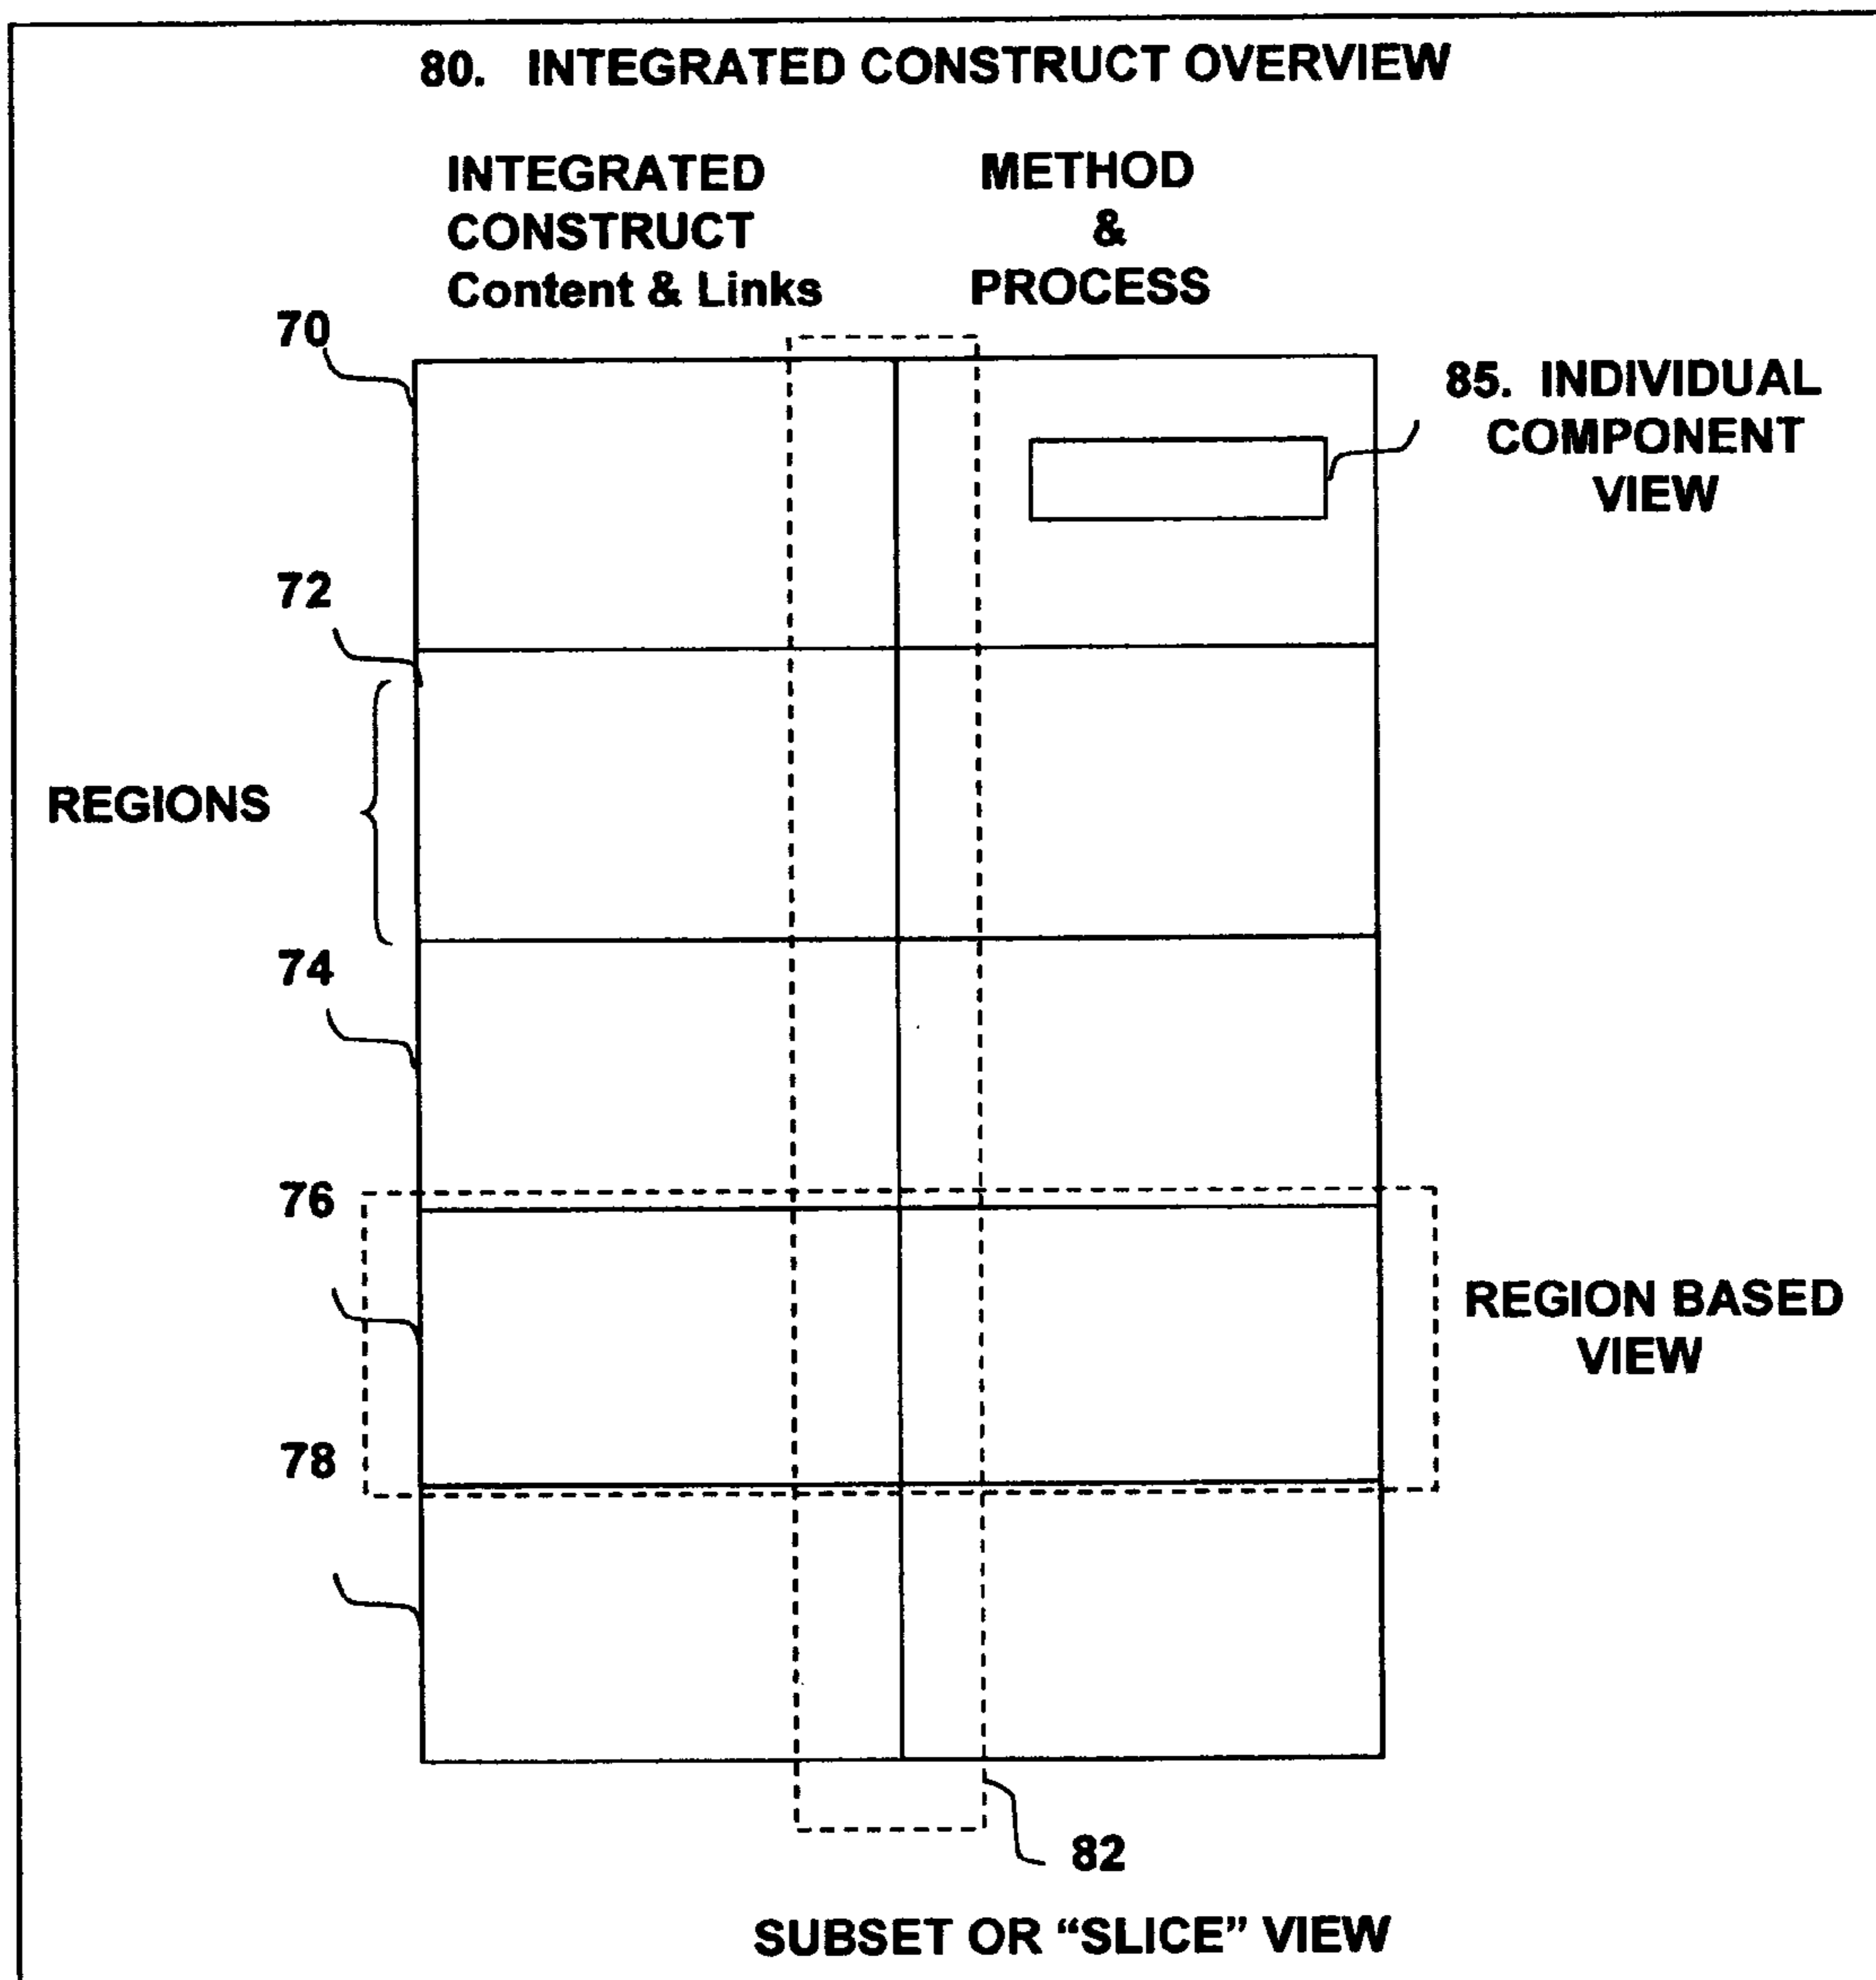 80. INTEGRATED CONSTRUCT OVERVIEW
INTEGRATED
CONSTRUCT
Content & Links
METHOD
&
PROCESS
70
85. INDIVIDUAL
COMPONENT
VIEW
72
REGIONS
74
76
REGION BASED
VIEW
78
82
SUBSET OR “SLICE” VIEW